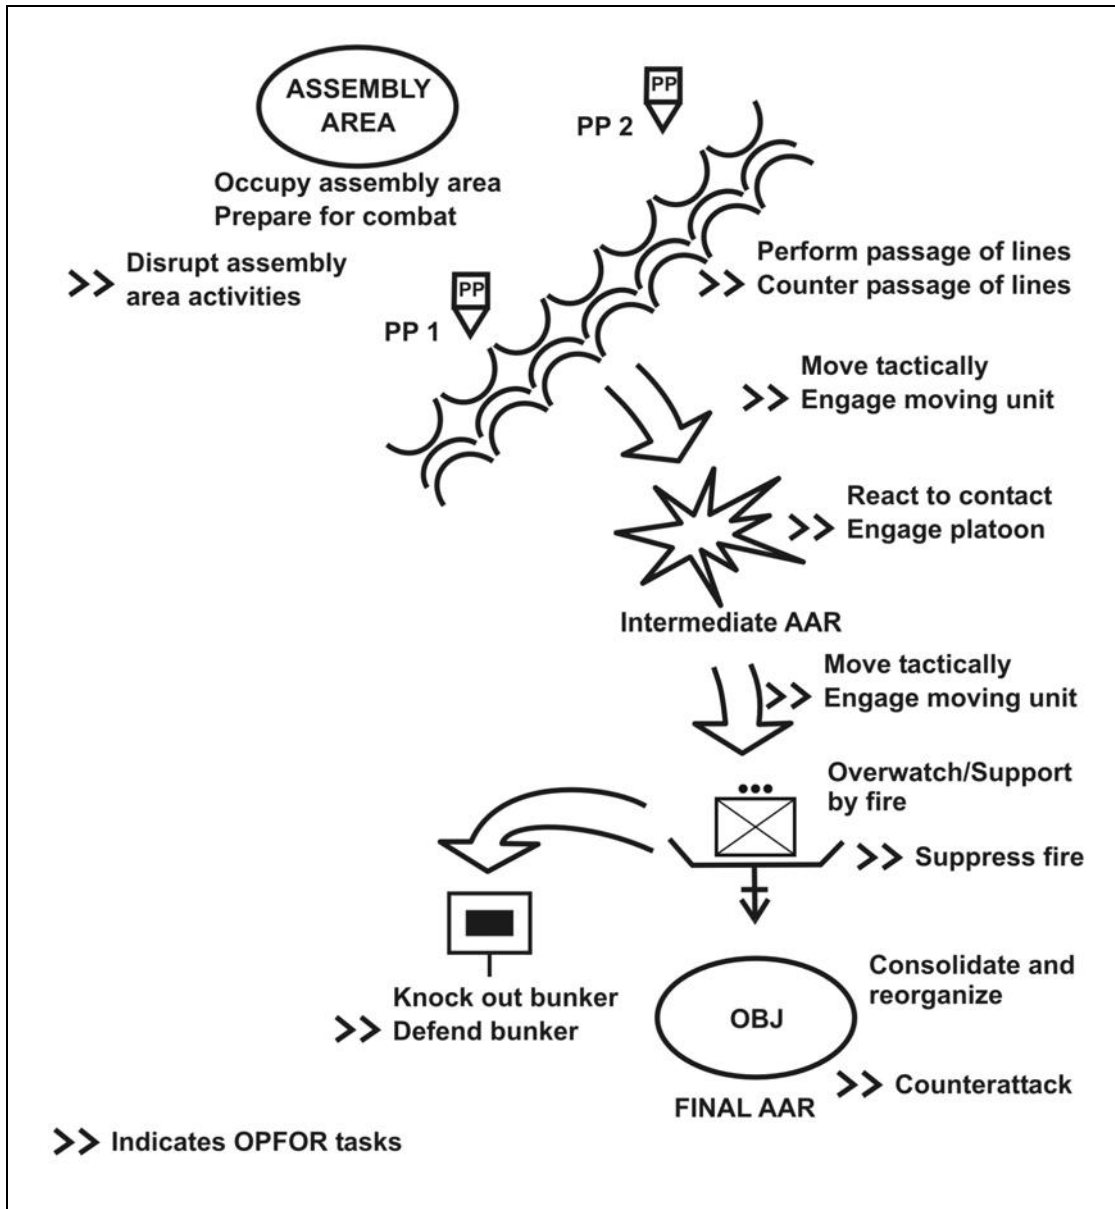 ASSEMBLY
AREA
PP
PP 2
Occupy assembly area
Prepare for combat
Disrupt assembly
area activities
PP
PP 1
Perform passage of lines
Counter passage of lines
Move tactically
Engage moving unit
React to contact
Engage platoon
Intermediate AAR
Move tactically
Engage moving unit
Overwatch/Support
by fire
Suppress fire
Knock out bunker
Defend bunker
Consolidate and
reorganize
OBJ
Counterattack
FINAL AAR
Indicates OPFOR tasks